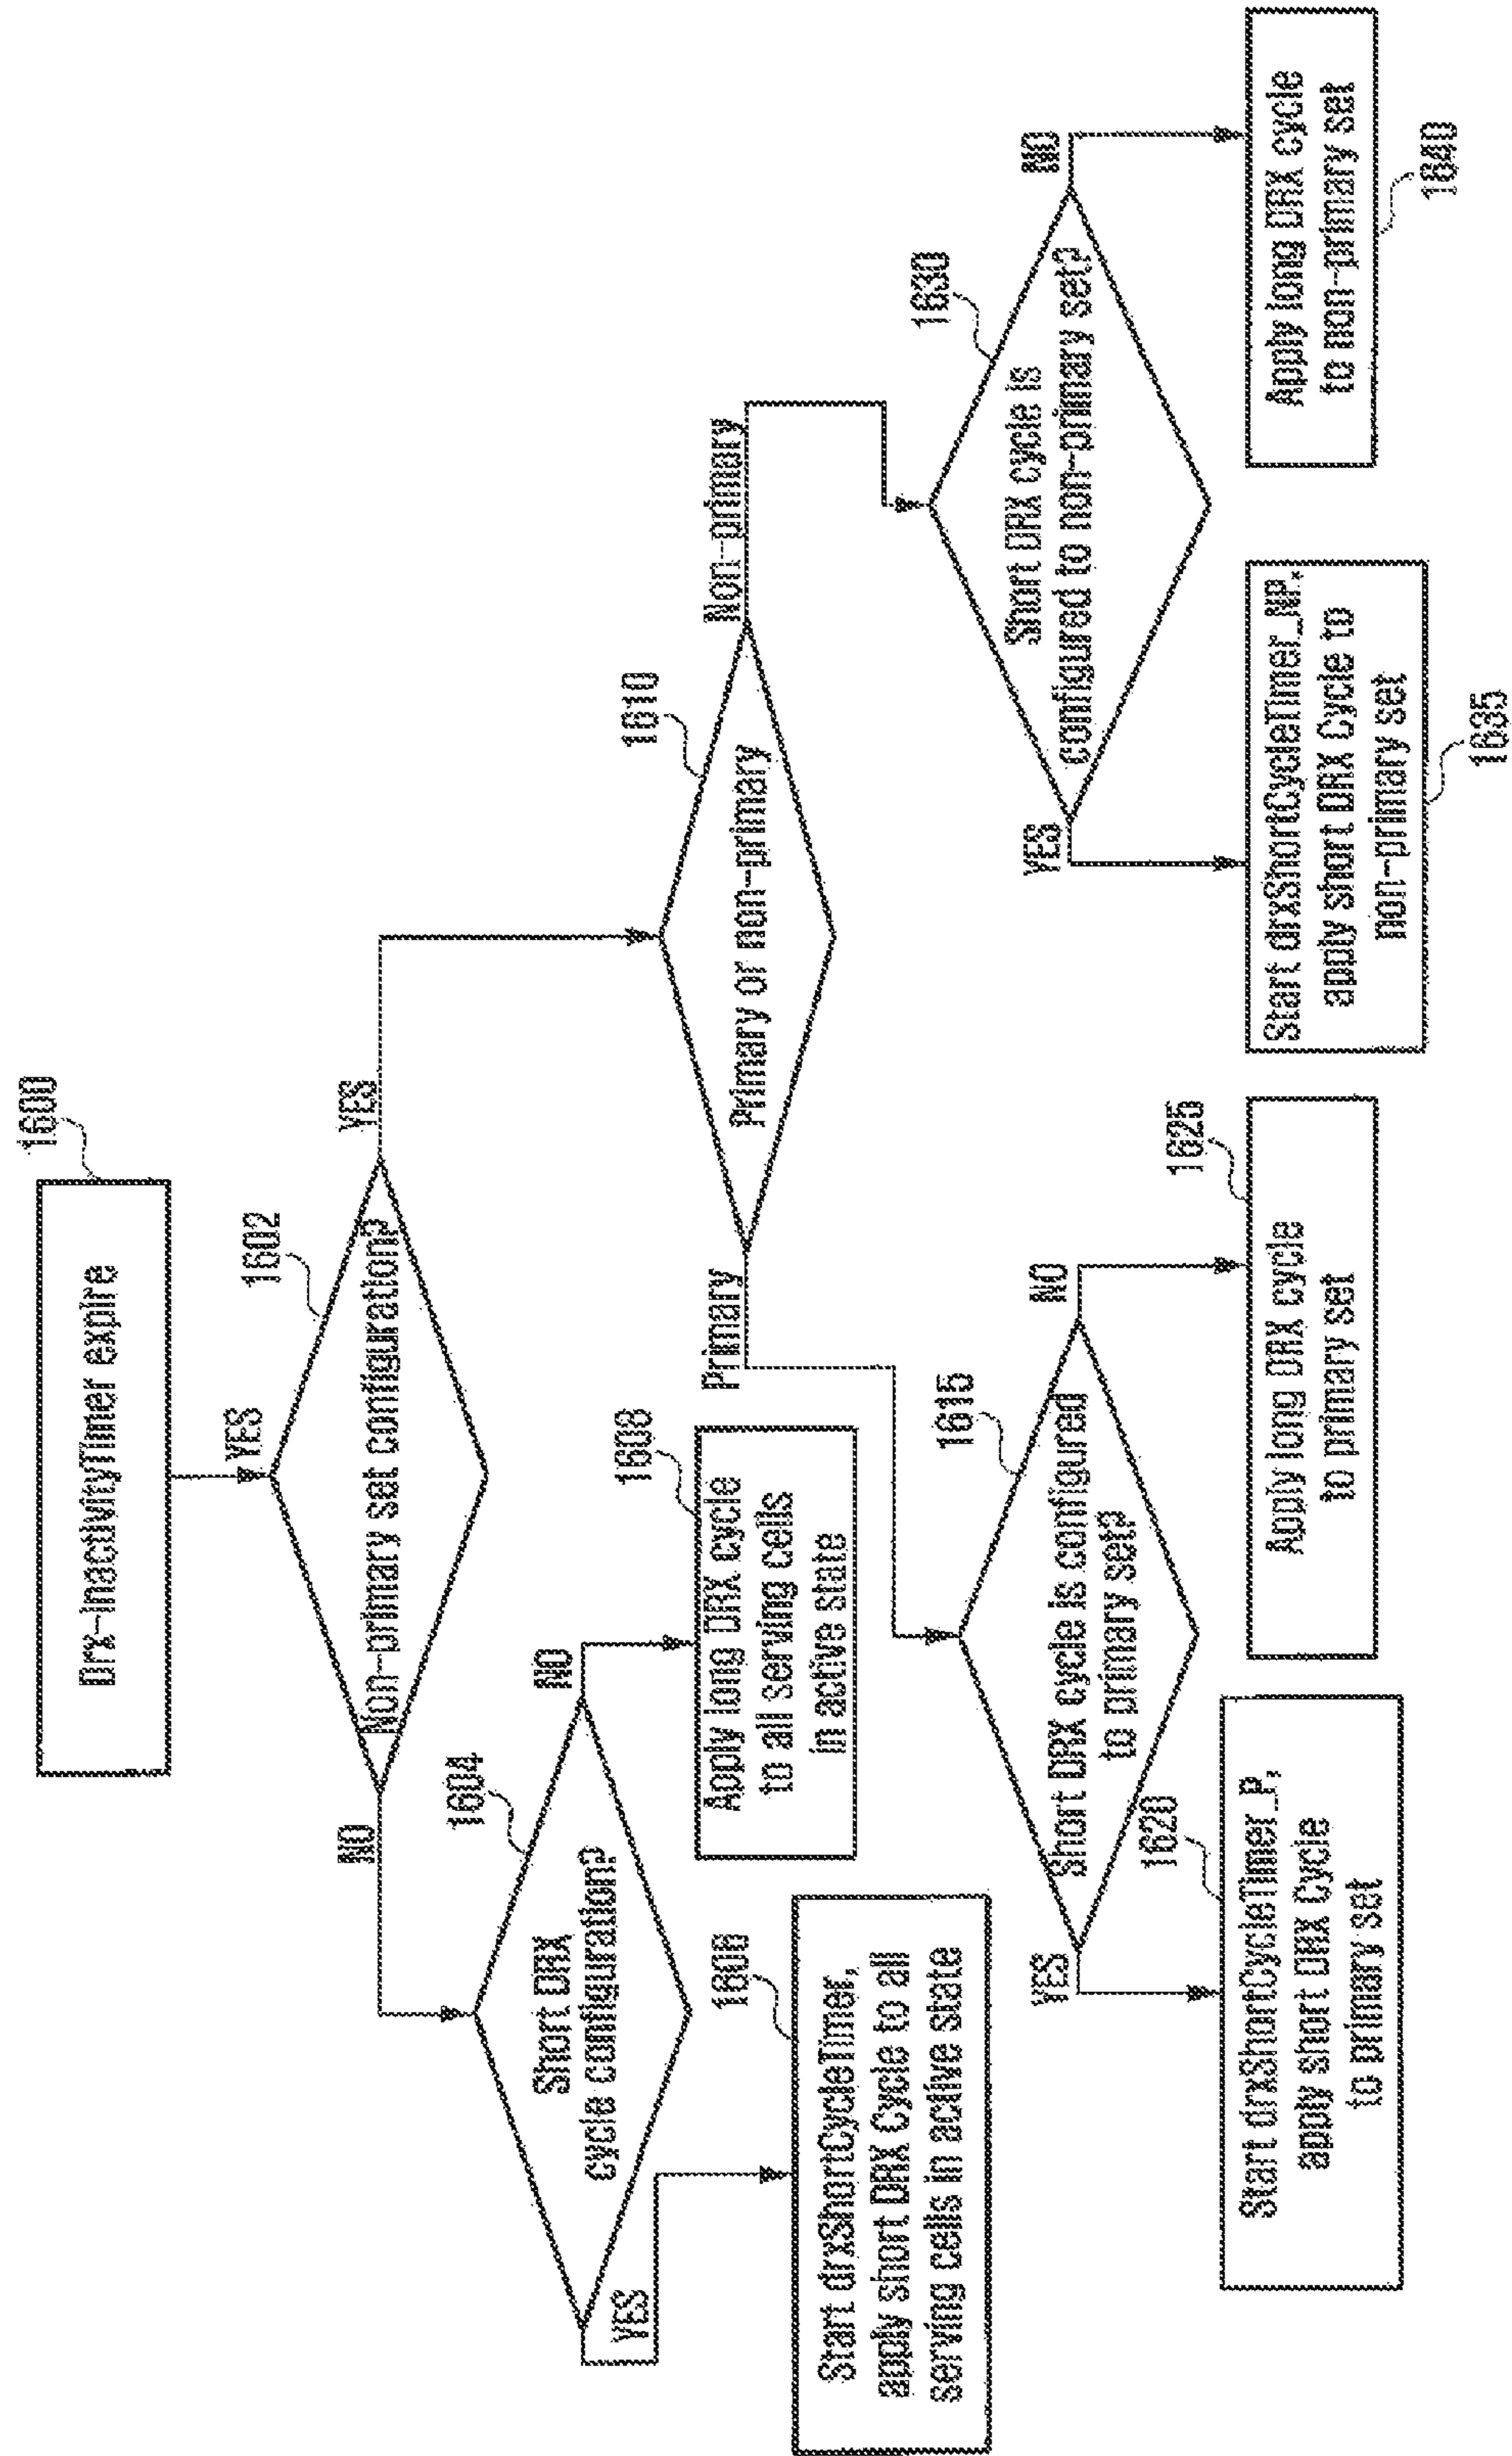 1600
Drx-InactivityTimer expire
YES
1602
Non-primary set configuration?
NO
YES
1604
Short DRX
cycle configuration?
YES
NO
1606
Start drxShortCycleTimer,
apply short DRX Cycle to all
serving cells in active state
1608
Apply long DRX cycle
to all serving cells
in active state
1610
Primary or non-primary
Primary
Non-primary
1615
Short DRX cycle is configured
to primary set?
YES
NO
1620
Start drxShortCycleTimer_P,
apply short DRX Cycle
to primary set
1625
Apply long DRX cycle
to primary set
1630
Short DRX cycle is
configured to non-primary set?
YES
NO
Start drxShortCycleTimer_NP,
apply short DRX Cycle to
non-primary set
1635
Apply long DRX cycle
to non-primary set
1640